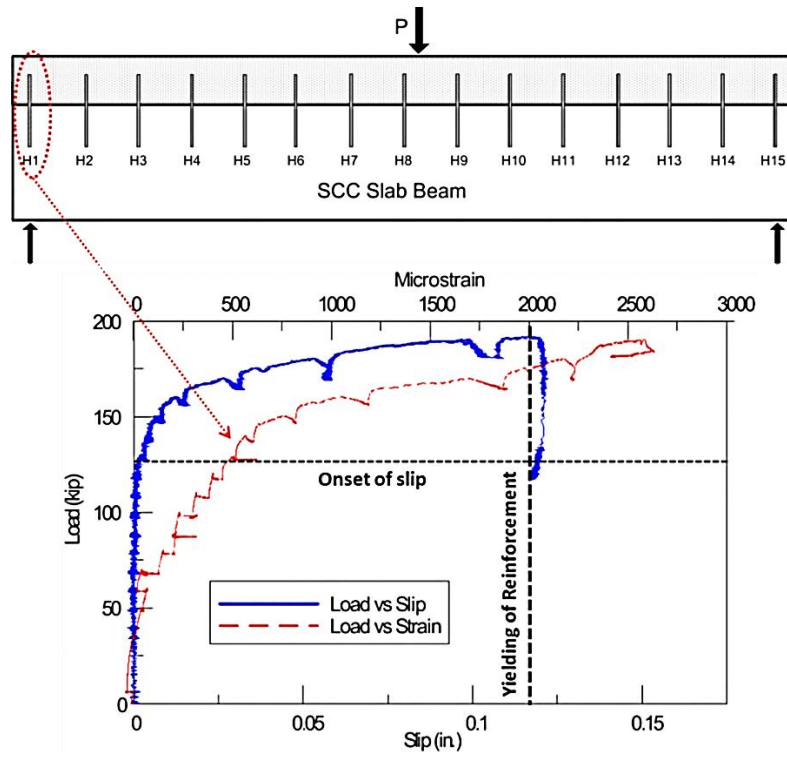 P
H1 H2 H3 H4 H5 H6 H7 H8 H9 H10 H11 H12 H13 H14 H15
SCC Slab Beam
Microstrain
0 500 1000 1500 2000 2500 3000
200
150
100
50
0
Load (kip)
Onset of slip
Yielding of Reinforcement
Load vs Slip
Load vs Strain
0 0.05 0.1 0.15
Slip (in.)